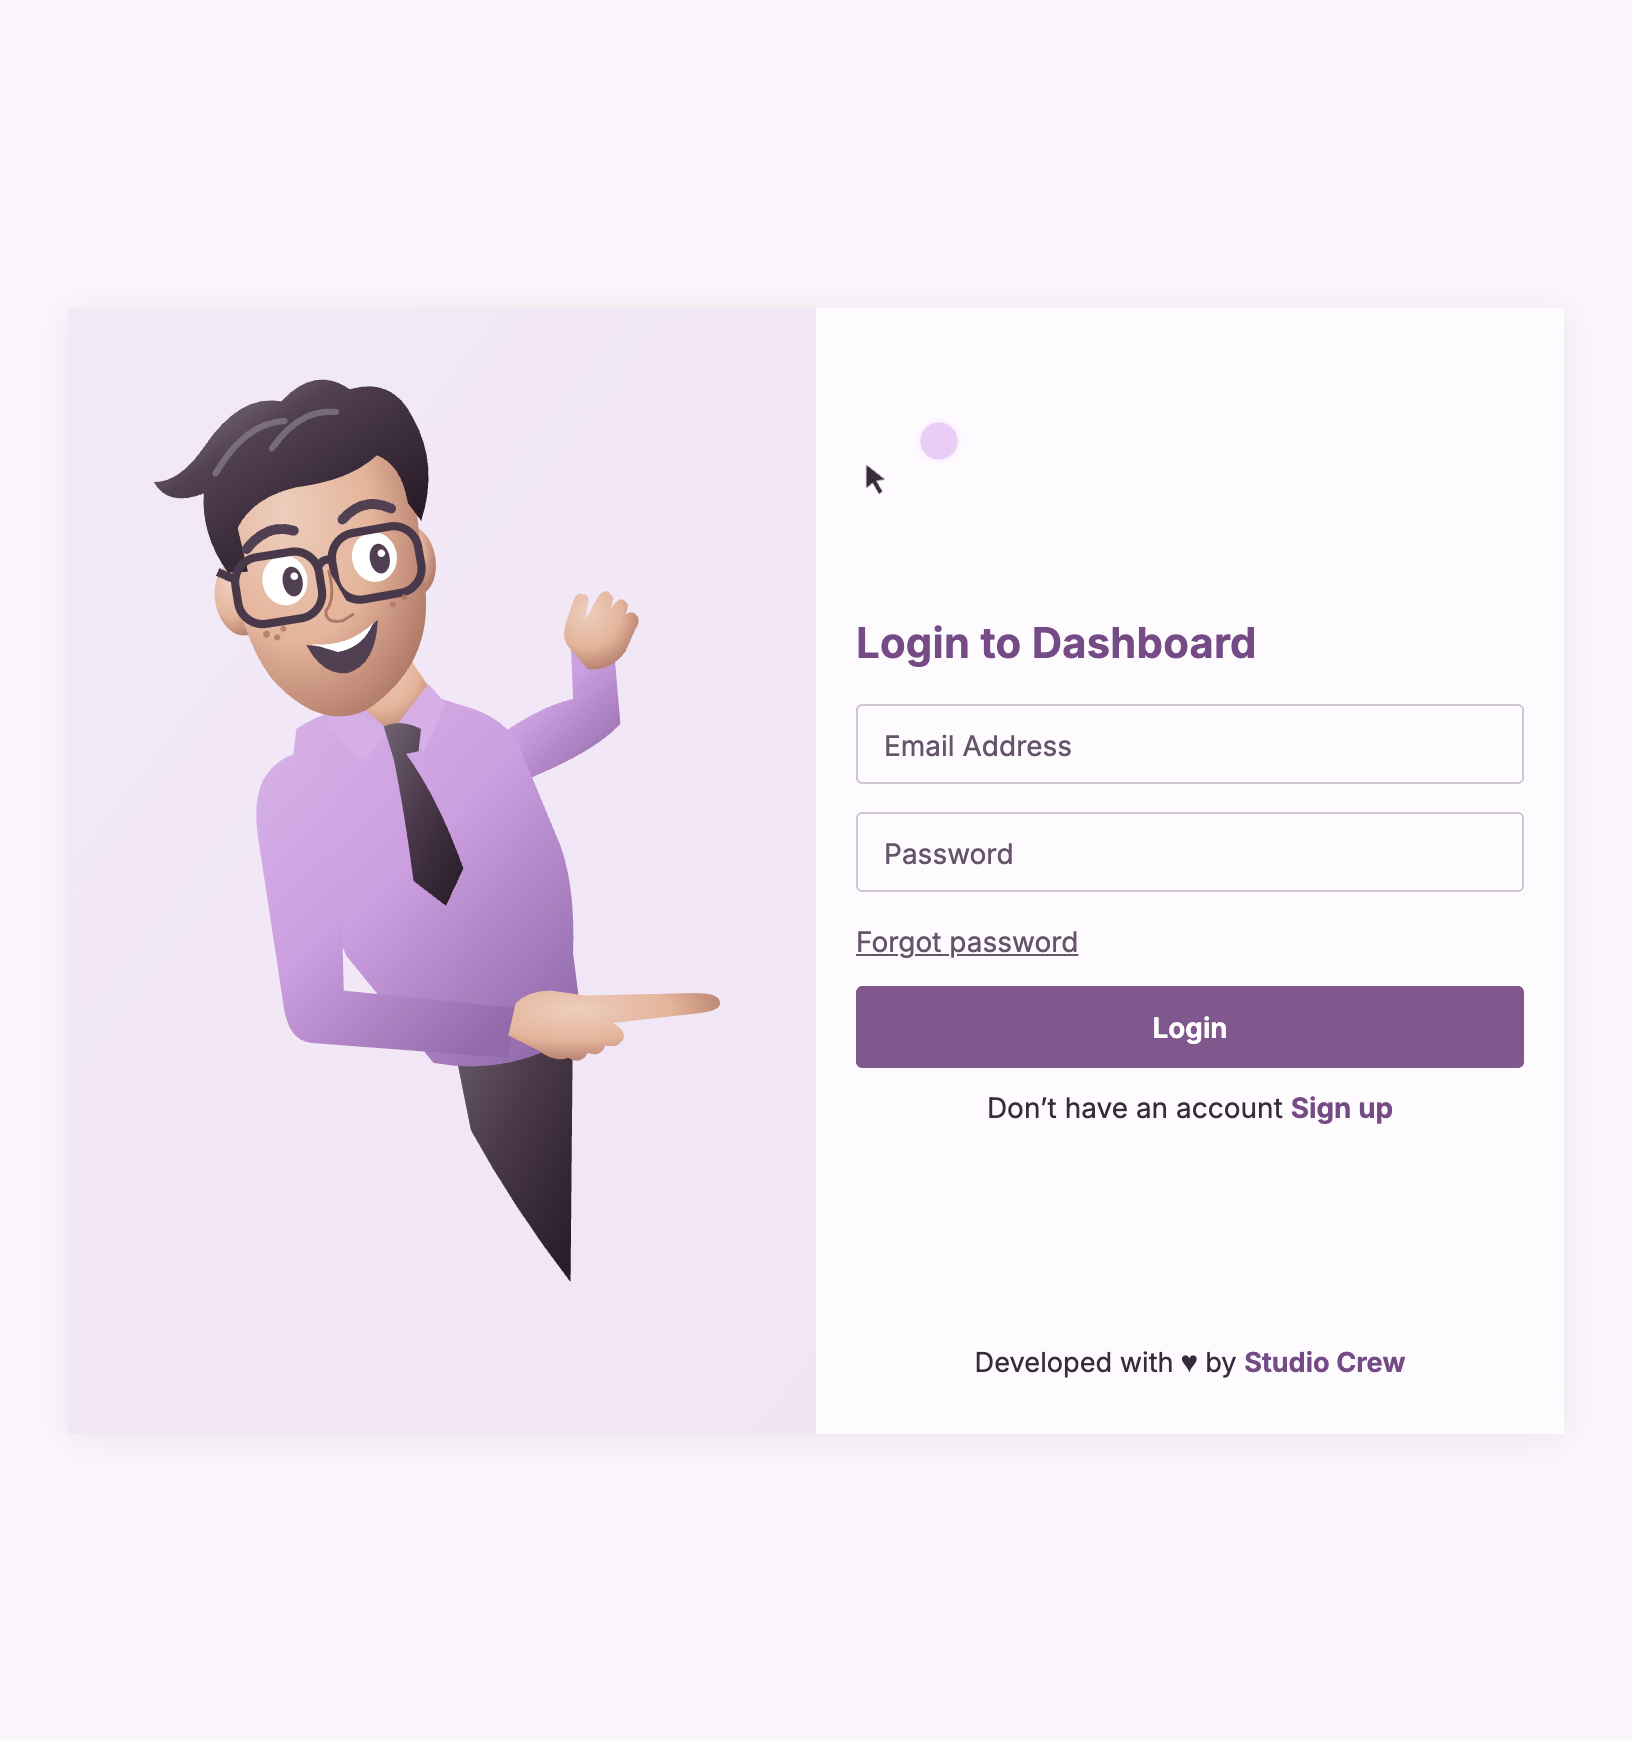 Login to Dashboard
Email Address
Password
Forgot password
Login
Don’t have an account Sign up
Developed with ♥ by Studio Crew